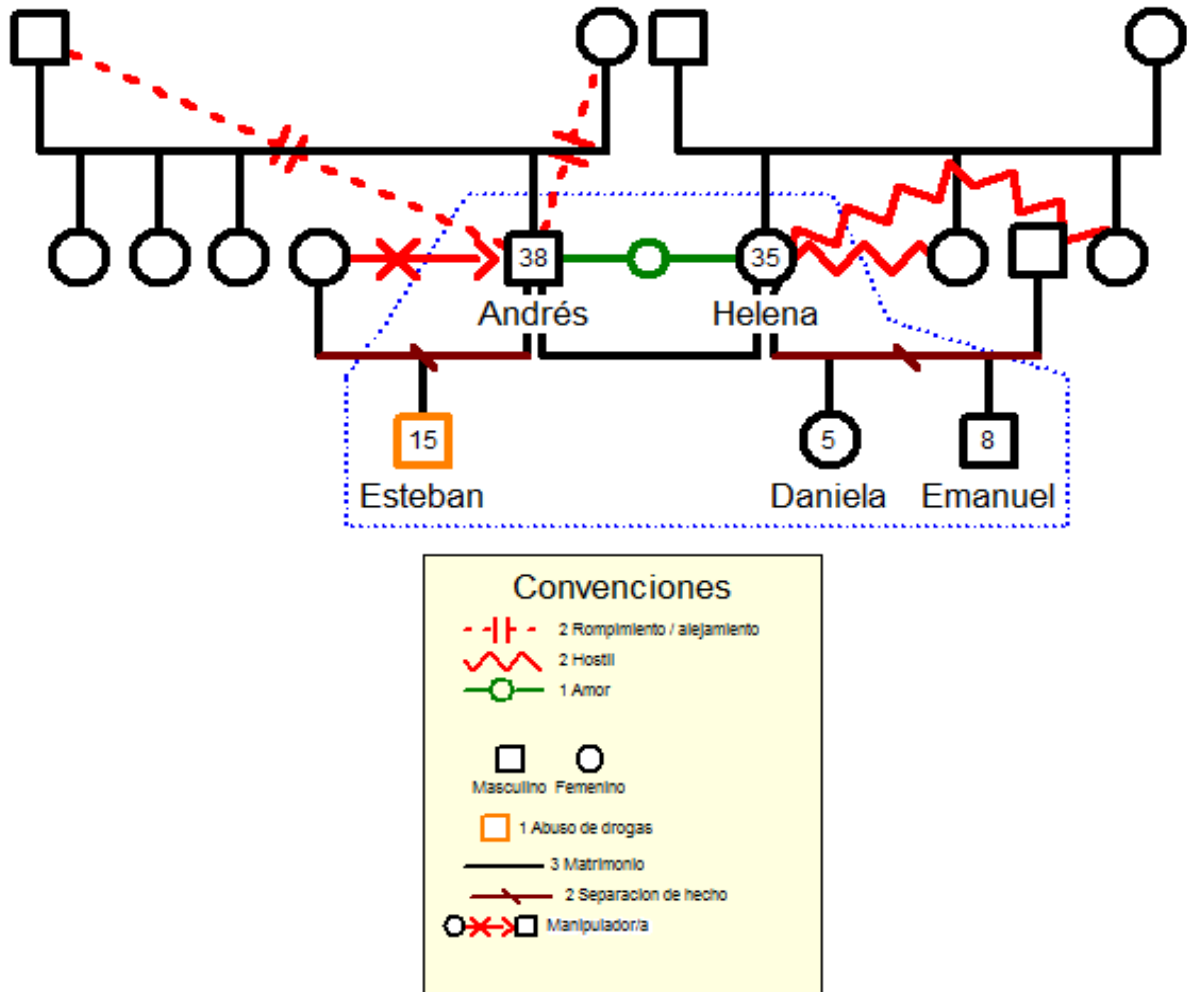 38
35
Andrés
Helena
15
5
8
Esteban
Daniela
Emanuel
Convenciones
2 Rompimiento / alejamiento
2 Hostil
1 Amor
Masculino Femenino
1 Abuso de drogas
3 Matrimonio
2 Separacion de hecho
Manipulador/a